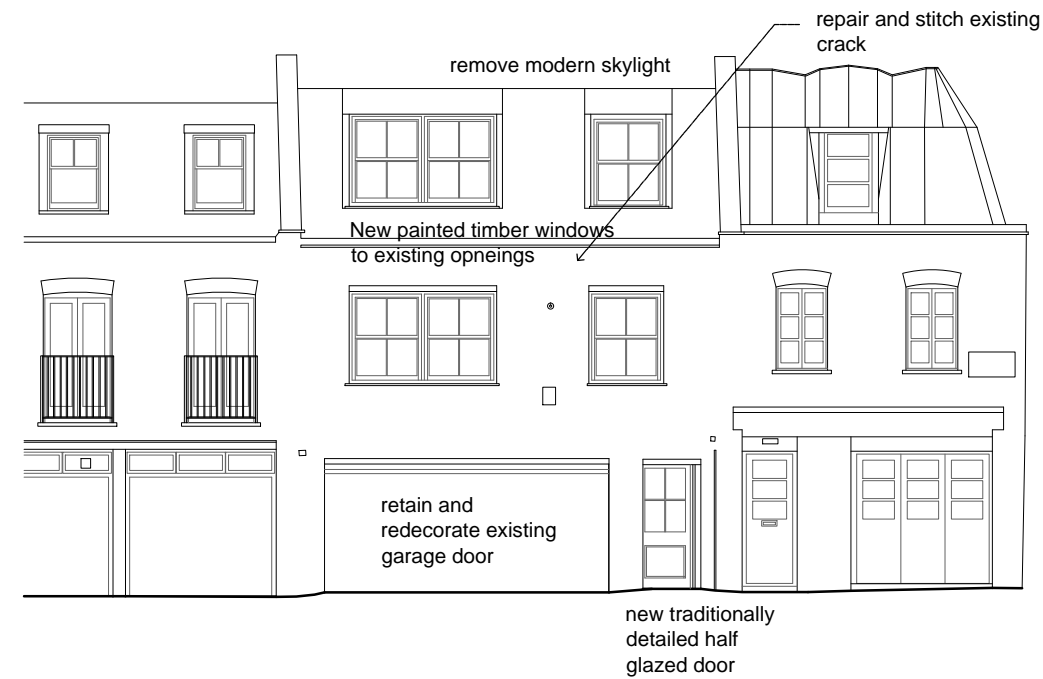 repair and stitch existing
crack
remove modern skylight
New painted timber windows
to existing opneings
retain and
redecorate existing
garage door
new traditionally
detailed half
glazed door